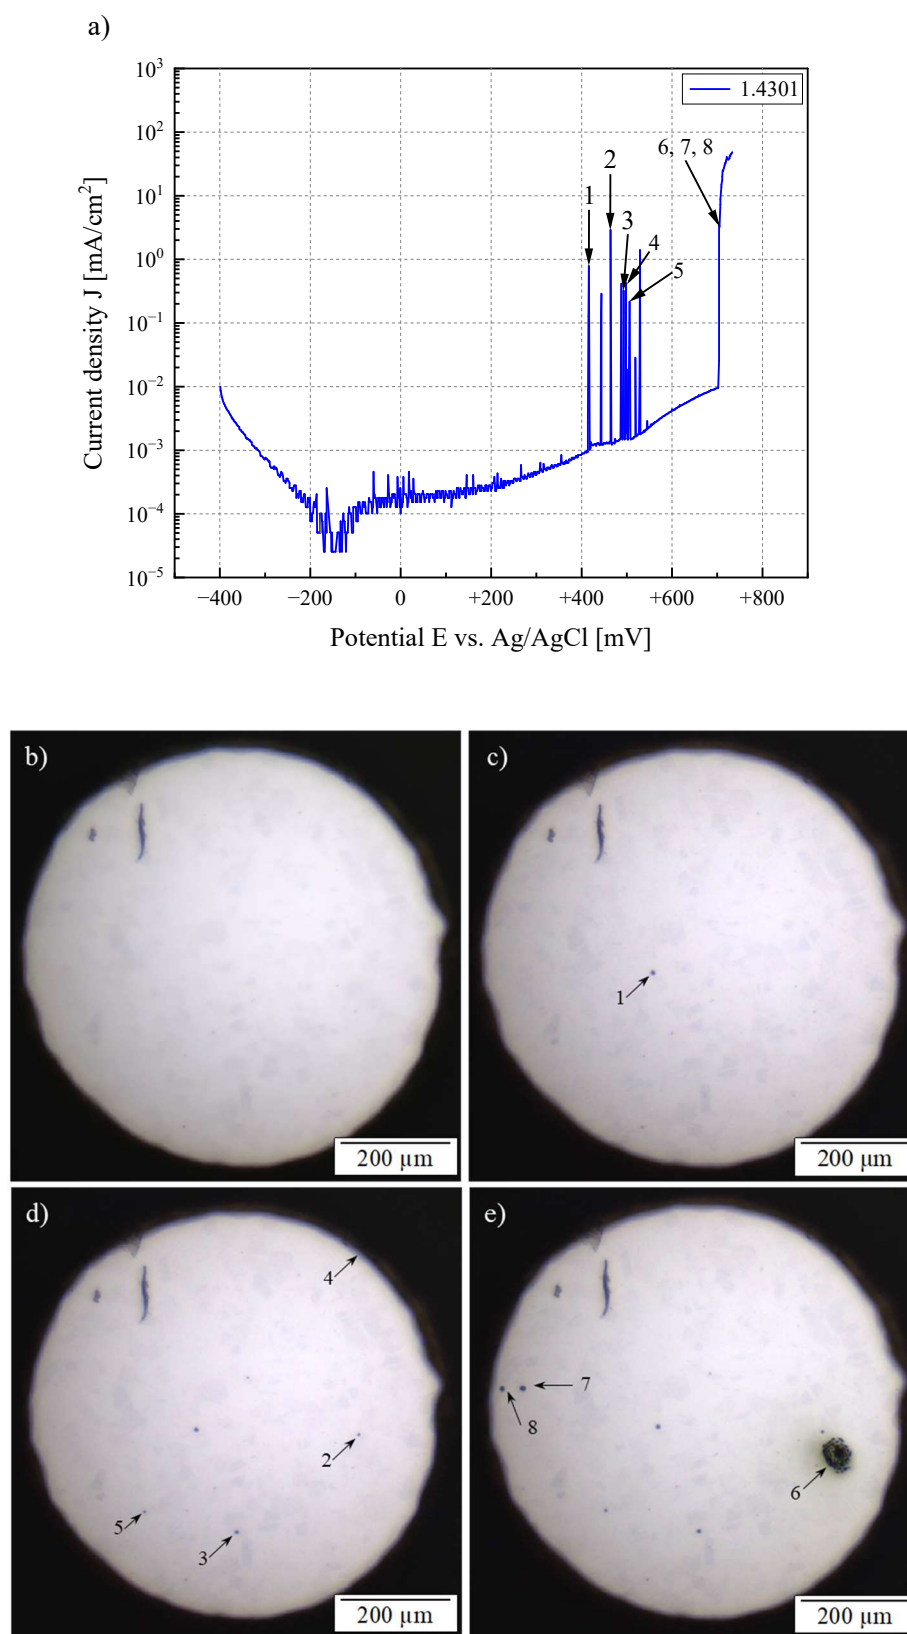 a)
10³
10²
10¹
10⁰
10⁻¹
10⁻²
10⁻³
10⁻⁴
10⁻⁵
Current density J [mA/cm²]
1.4301
6, 7, 8
2
1
3
4
5
−400 −200 0 +200 +400 +600 +800
Potential E vs. Ag/AgCl [mV]
b)
200 µm
c)
1
200 µm
d)
4
2
5
3
200 µm
e)
7
8
6
200 µm